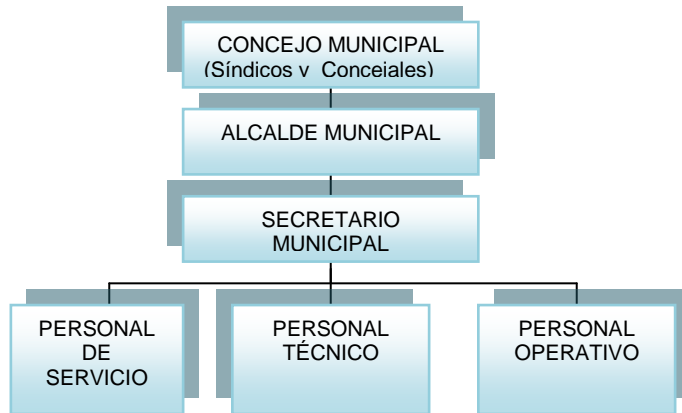 CONCEJO MUNICIPAL
(Síndicos y Concejales)
ALCALDE MUNICIPAL
SECRETARIO
MUNICIPAL
PERSONAL
DE
SERVICIO
PERSONAL
TÉCNICO
PERSONAL
OPERATIVO